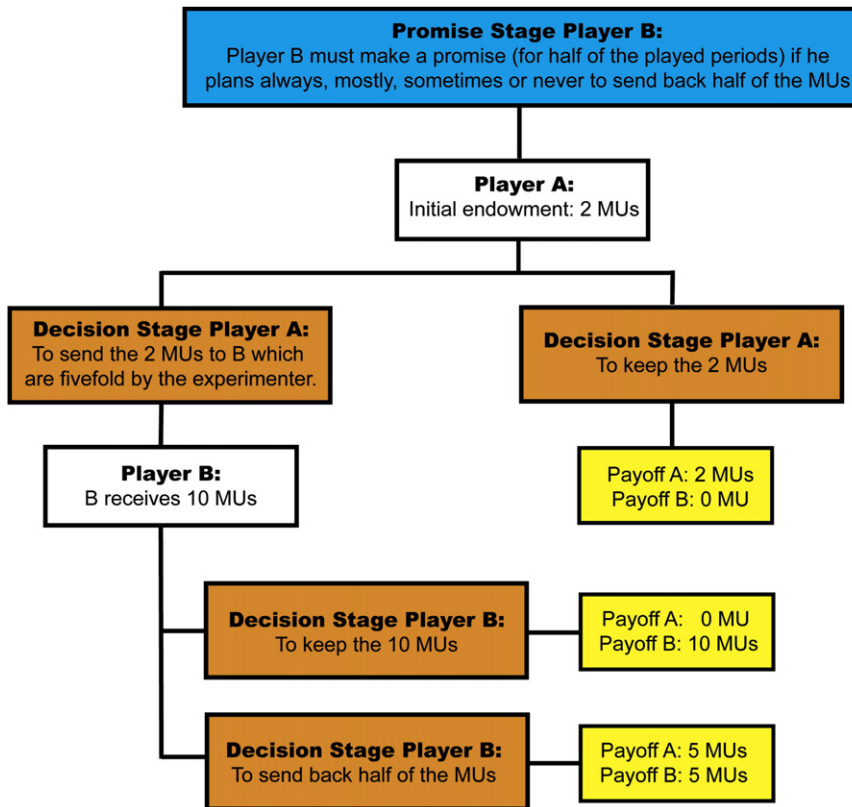 Promise Stage Player B:
Player B must make a promise (for half of the played periods) if he
plans always, mostly, sometimes or never to send back half of the MUs
Player A:
Initial endowment: 2 MUs
Decision Stage Player A:
To send the 2 MUs to B which
are fivefold by the experimenter.
Decision Stage Player A:
To keep the 2 MUs
Player B:
B receives 10 MUs
Payoff A: 2 MUs
Payoff B: 0 MU
Decision Stage Player B:
To keep the 10 MUs
Payoff A: 0 MU
Payoff B: 10 MUs
Decision Stage Player B:
To send back half of the MUs
Payoff A: 5 MUs
Payoff B: 5 MUs